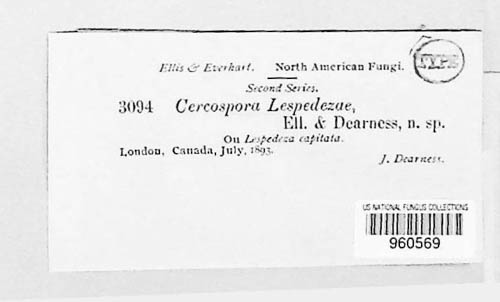 TYPE
Ellis & Everhart. North American Fungi.
Second Series.
3094 Cercospora Lespedezae,
Ell. & Dearness, n. sp.
On Lespedeza capitata.
London, Canada, July, 1893.
J. Dearness.
US NATIONAL FUNGUS COLLECTIONS
960569